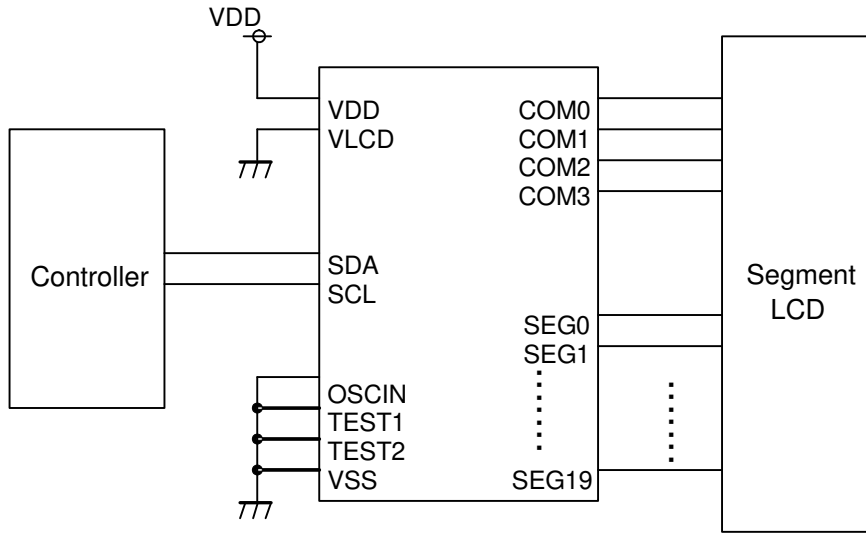 VDD
VDD
VLCD
SDA
SCL
OSCIN
TEST1
TEST2
VSS
COM0
COM1
COM2
COM3
SEG0
SEG1
SEG19
Controller
Segment
LCD